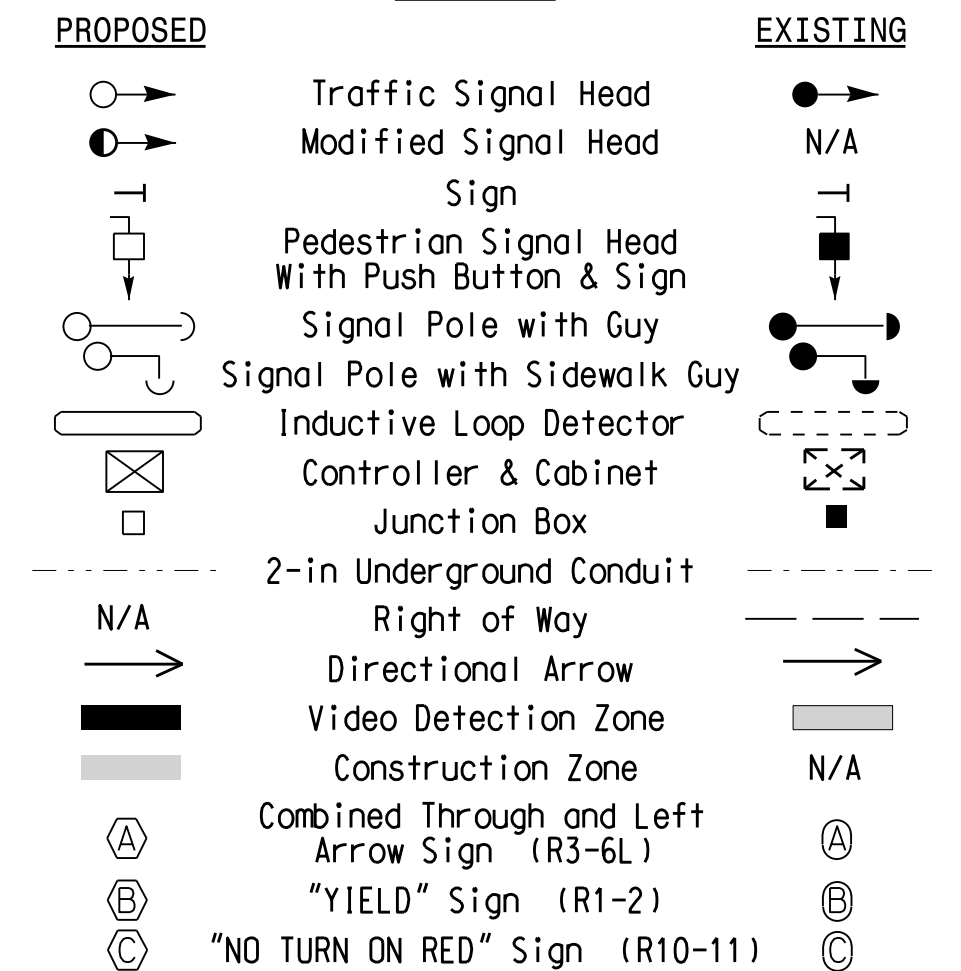 PROPOSED EXISTING
Traffic Signal Head
Modified Signal Head N/A
Sign
Pedestrian Signal Head
With Push Button & Sign
Signal Pole with Guy
Signal Pole with Sidewalk Guy
Inductive Loop Detector
Controller & Cabinet
Junction Box
2-in Underground Conduit
N/A Right of Way
Directional Arrow
Video Detection Zone
Construction Zone N/A
Combined Through and Left
A Arrow Sign (R3-6L) A
B "YIELD" Sign (R1-2) B
C "NO TURN ON RED" Sign (R10-11) C